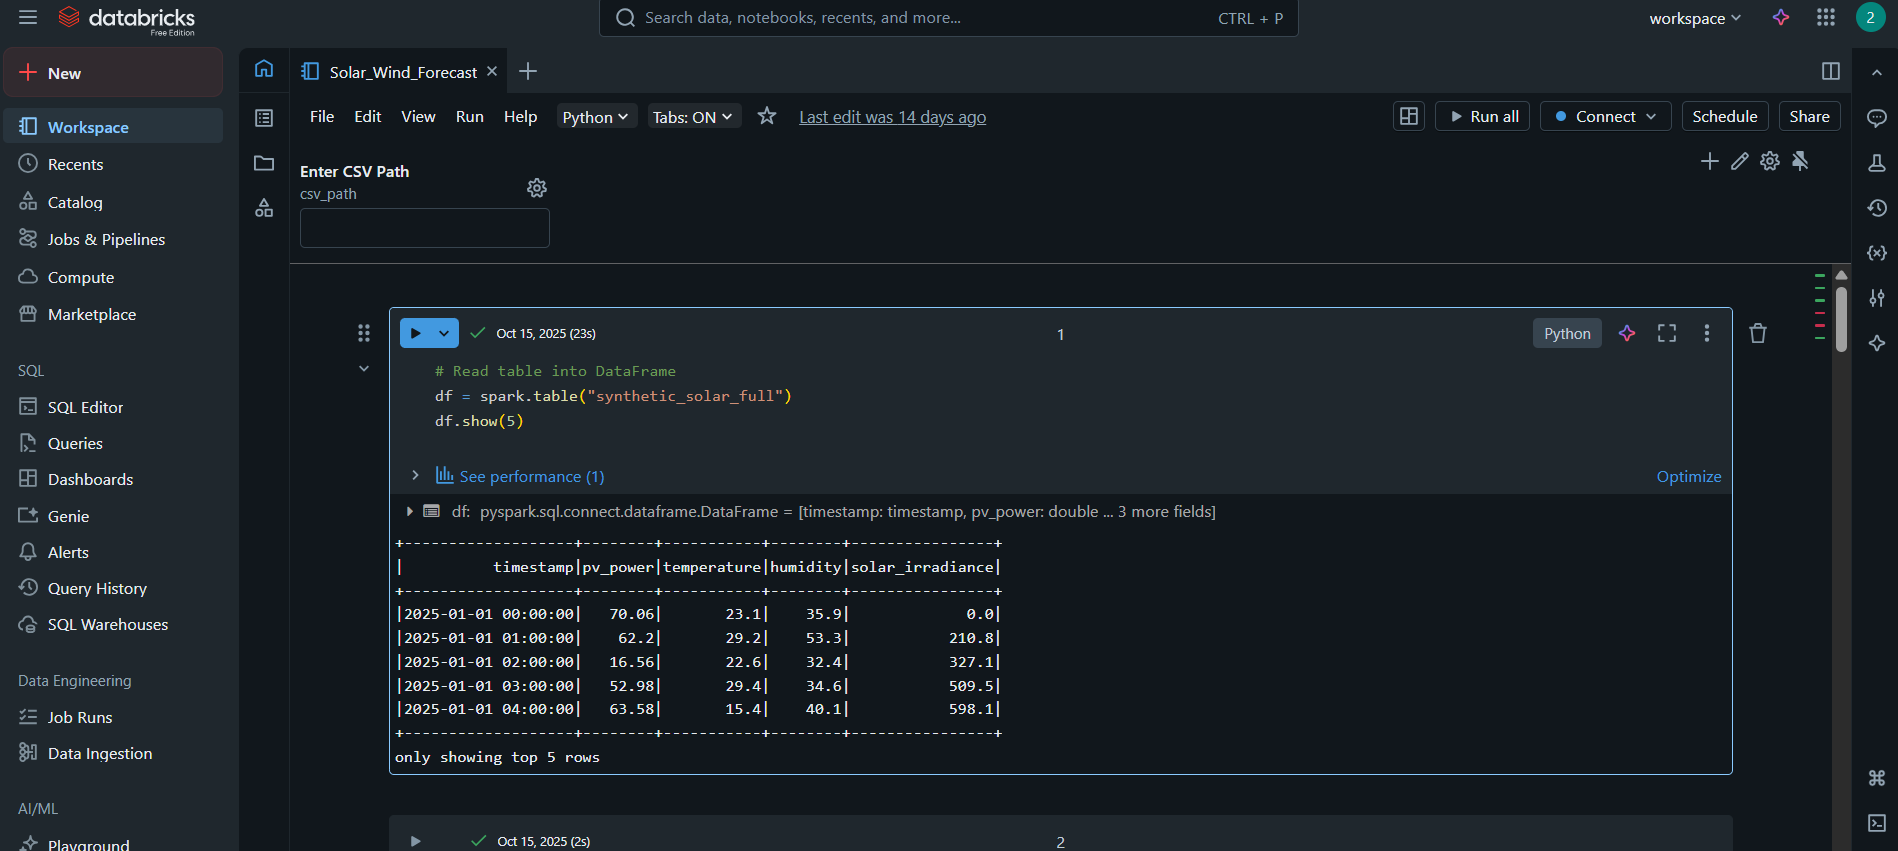 databricks
Free Edition
Search data, notebooks, recents, and more...
CTRL + P
workspace
2
New
Workspace
Recents
Catalog
Jobs & Pipelines
Compute
Marketplace
SQL
SQL Editor
Queries
Dashboards
Genie
Alerts
Query History
SQL Warehouses
Data Engineering
Job Runs
Data Ingestion
AI/ML
Playground
Solar_Wind_Forecast
File Edit View Run Help Python Tabs: ON Last edit was 14 days ago
Run all Connect Schedule Share
Enter CSV Path
csv_path
Oct 15, 2025 (23s)
1
Python
# Read table into DataFrame
df = spark.table("synthetic_solar_full")
df.show(5)
See performance (1)
Optimize
df: pyspark.sql.connect.dataframe.DataFrame = [timestamp: timestamp, pv_power: double ... 3 more fields]
+-------------------+--------+-----------+--------+----------------+
|          timestamp|pv_power|temperature|humidity|solar_irradiance|
+-------------------+--------+-----------+--------+----------------+
|2025-01-01 00:00:00|   70.06|       23.1|    35.9|             0.0|
|2025-01-01 01:00:00|    62.2|       29.2|    53.3|           210.8|
|2025-01-01 02:00:00|   16.56|       22.6|    32.4|           327.1|
|2025-01-01 03:00:00|   52.98|       29.4|    34.6|           509.5|
|2025-01-01 04:00:00|   63.58|       15.4|    40.1|           598.1|
+-------------------+--------+-----------+--------+----------------+
only showing top 5 rows
Oct 15, 2025 (2s)
2